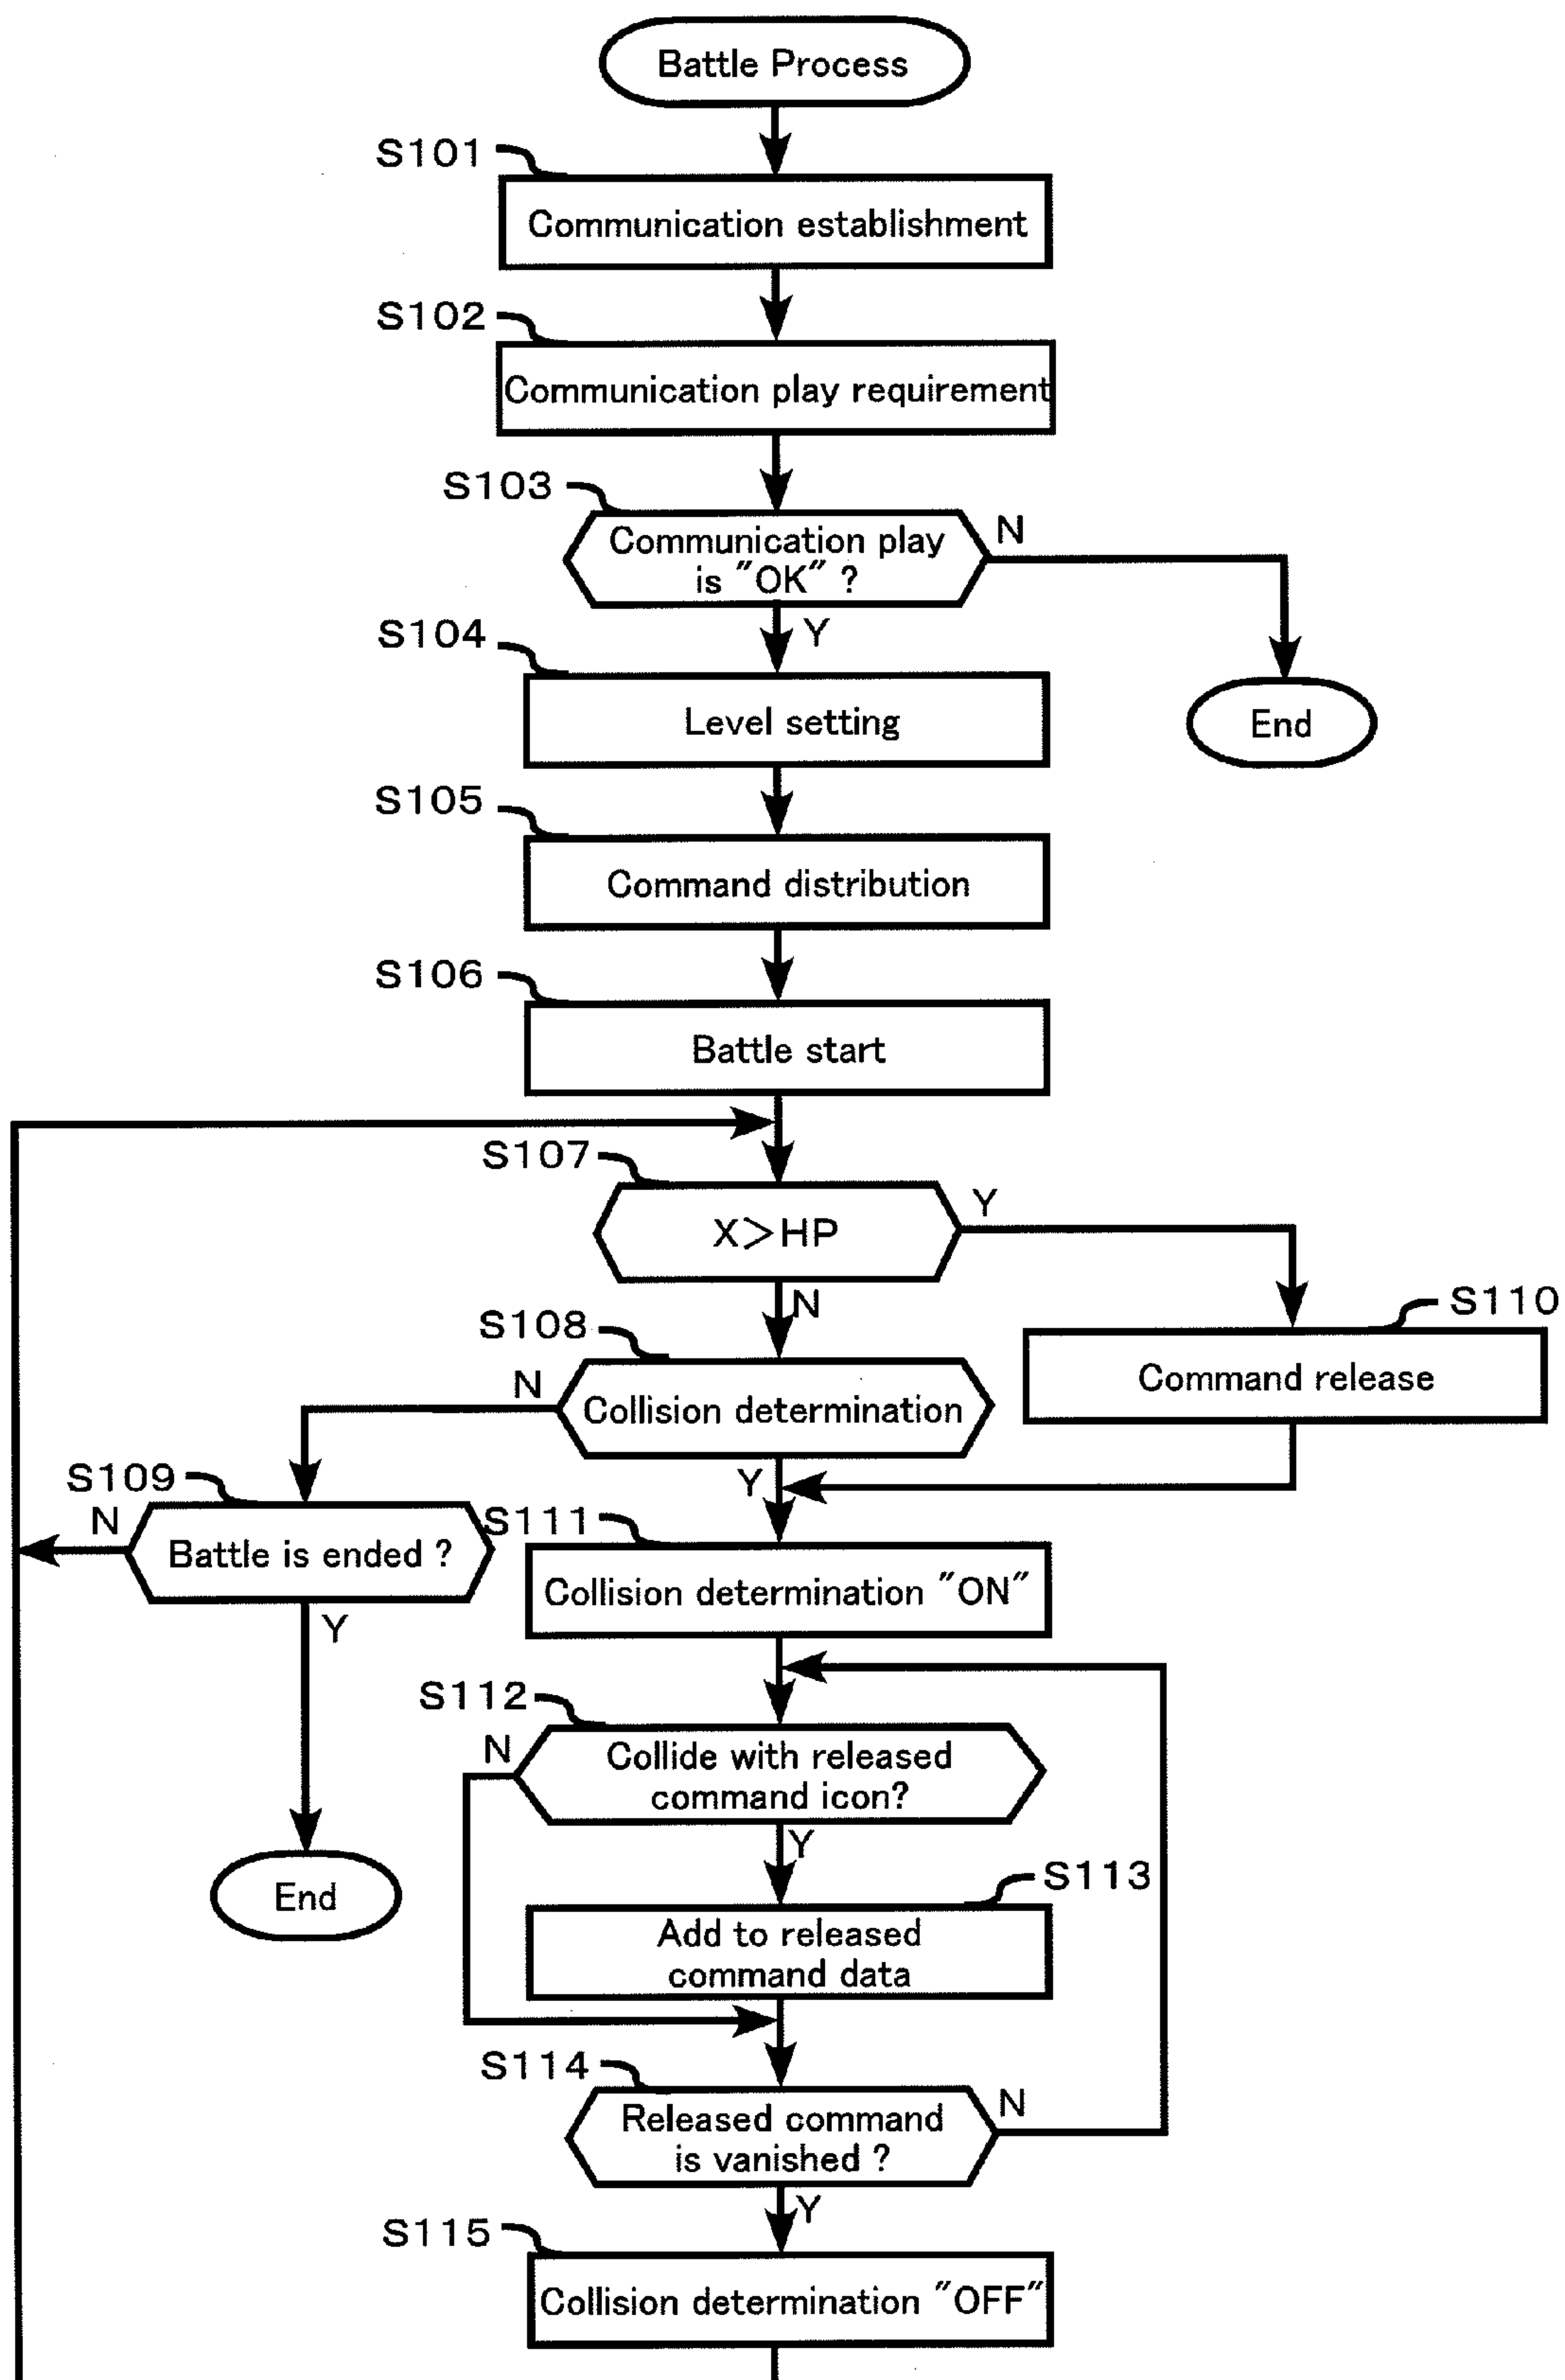 Battle Process
S101
Communication establishment
S102
Communication play requirement
S103
Communication play
is "OK" ?
N
Y
S104
Level setting
End
S105
Command distribution
S106
Battle start
S107
X>HP
Y
N
S110
Command release
S108
N
Collision determination
Y
S109
N
Battle is ended ?
Y
End
S111
Collision determination "ON"
S112
N
Collide with released
command icon?
Y
S113
Add to released
command data
S114
Released command
is vanished ?
N
Y
S115
Collision determination "OFF"